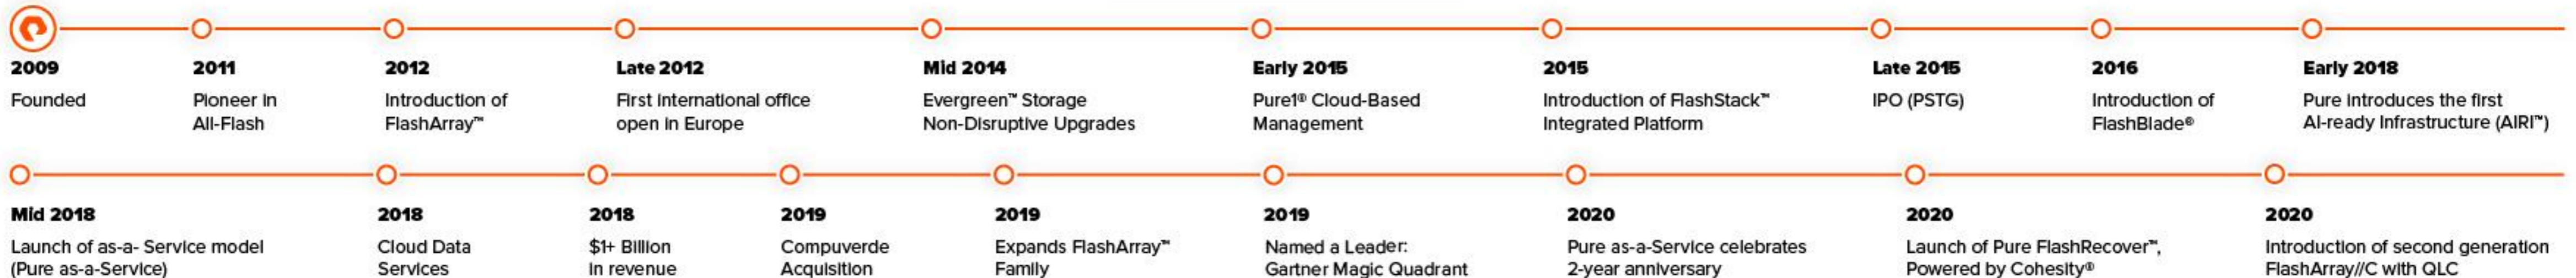 2009
Founded
2011
Pioneer in
All-Flash
2012
Introduction of
FlashArray™
Late 2012
First international office
open in Europe
Mid 2014
Evergreen™ Storage
Non-Disruptive Upgrades
Early 2015
Pure1® Cloud-Based
Management
2015
Introduction of FlashStack™
Integrated Platform
Late 2015
IPO (PSTG)
2016
Introduction of
FlashBlade®
Early 2018
Pure introduces the first
AI-ready Infrastructure (AIRI™)
Mid 2018
Launch of as-a- Service model
(Pure as-a-Service)
2018
Cloud Data
Services
2018
$1+ Billion
in revenue
2019
Compuverde
Acquisition
2019
Expands FlashArray™
Family
2019
Named a Leader:
Gartner Magic Quadrant
2020
Pure as-a-Service celebrates
2-year anniversary
2020
Launch of Pure FlashRecover™,
Powered by Cohesity®
2020
Introduction of second generation
FlashArray//C with QLC